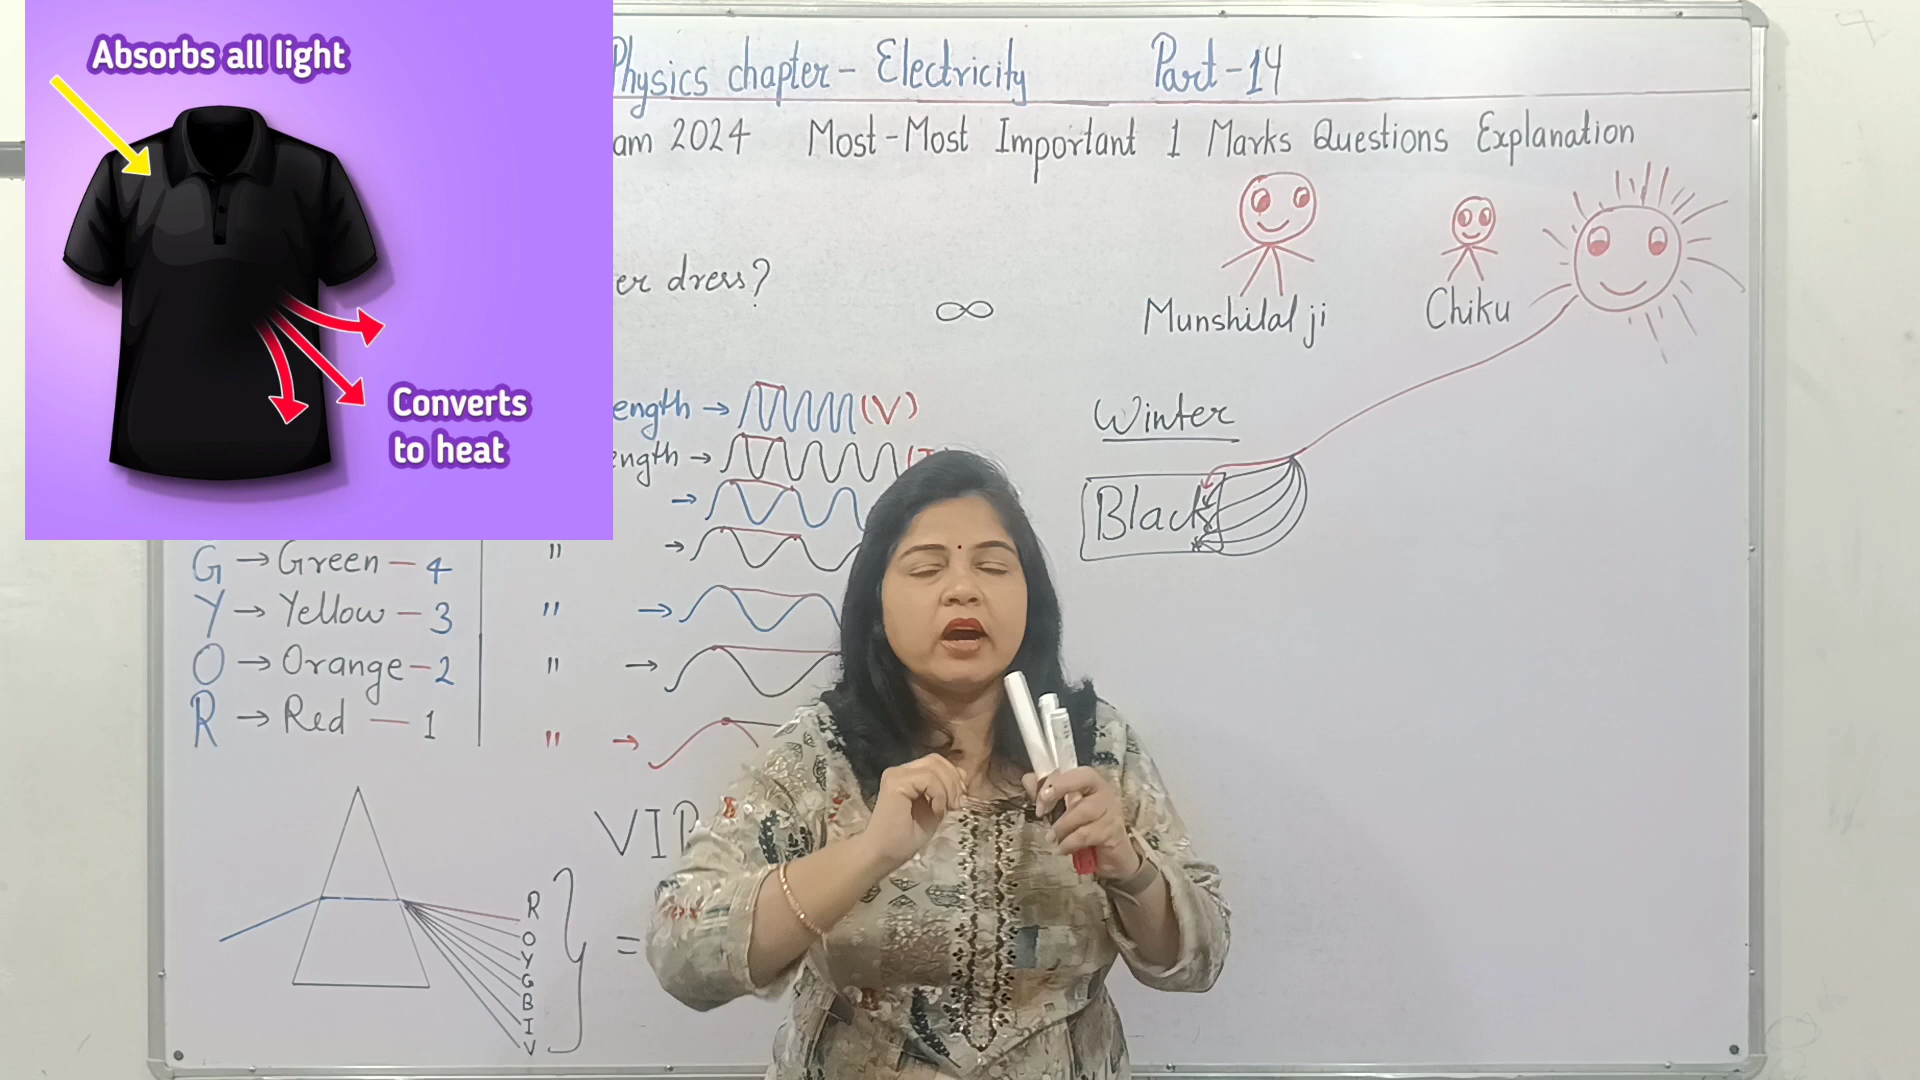 Absorbs all light
Converts
to heat
Physics chapter - Electricity Part-14
am 2024 Most-Most Important 1 Marks Questions Explanation
er dress?
∞
Munshilal ji
Chiku
ength → (V)
ength →
→
" →
G → Green - 4
Y → Yellow - 3 " →
O → Orange - 2 " →
R → Red - 1 " →
Winter
Black
VIB
R
O
Y
G
B
I
V
=